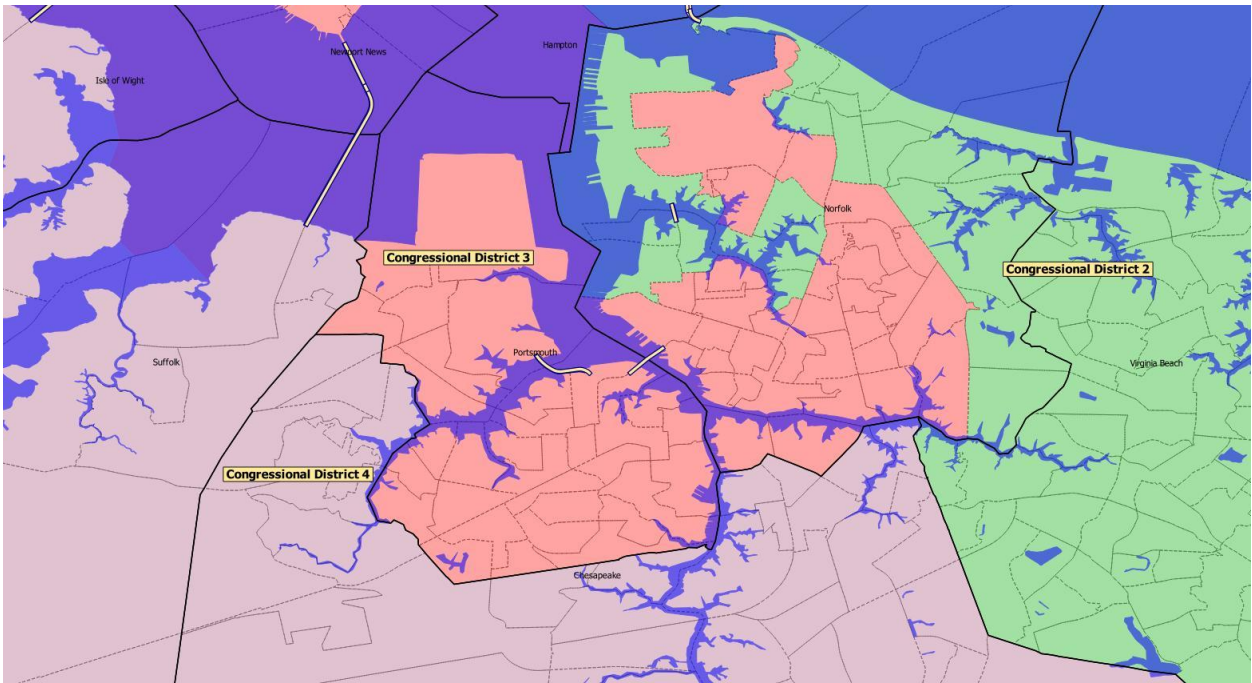 Hampton
Newport News
Isle of Wight
Norfolk
Congressional District 3
Congressional District 2
Portsmouth
Suffolk
Virginia Beach
Congressional District 4
Chesapeake